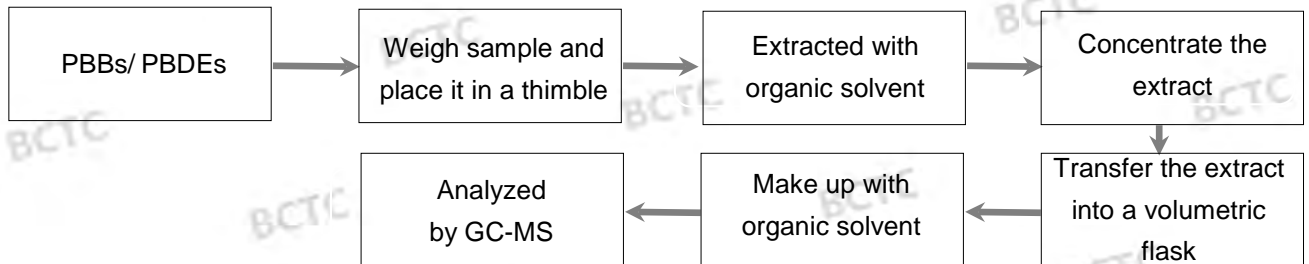 PBBs/ PBDEs
Weigh sample and
place it in a thimble
Extracted with
organic solvent
Concentrate the
extract
Transfer the extract
into a volumetric
flask
Make up with
organic solvent
Analyzed
by GC-MS
BCTC
BCTC
BCTC
BCTC
BCTC
BCTC
BCTC